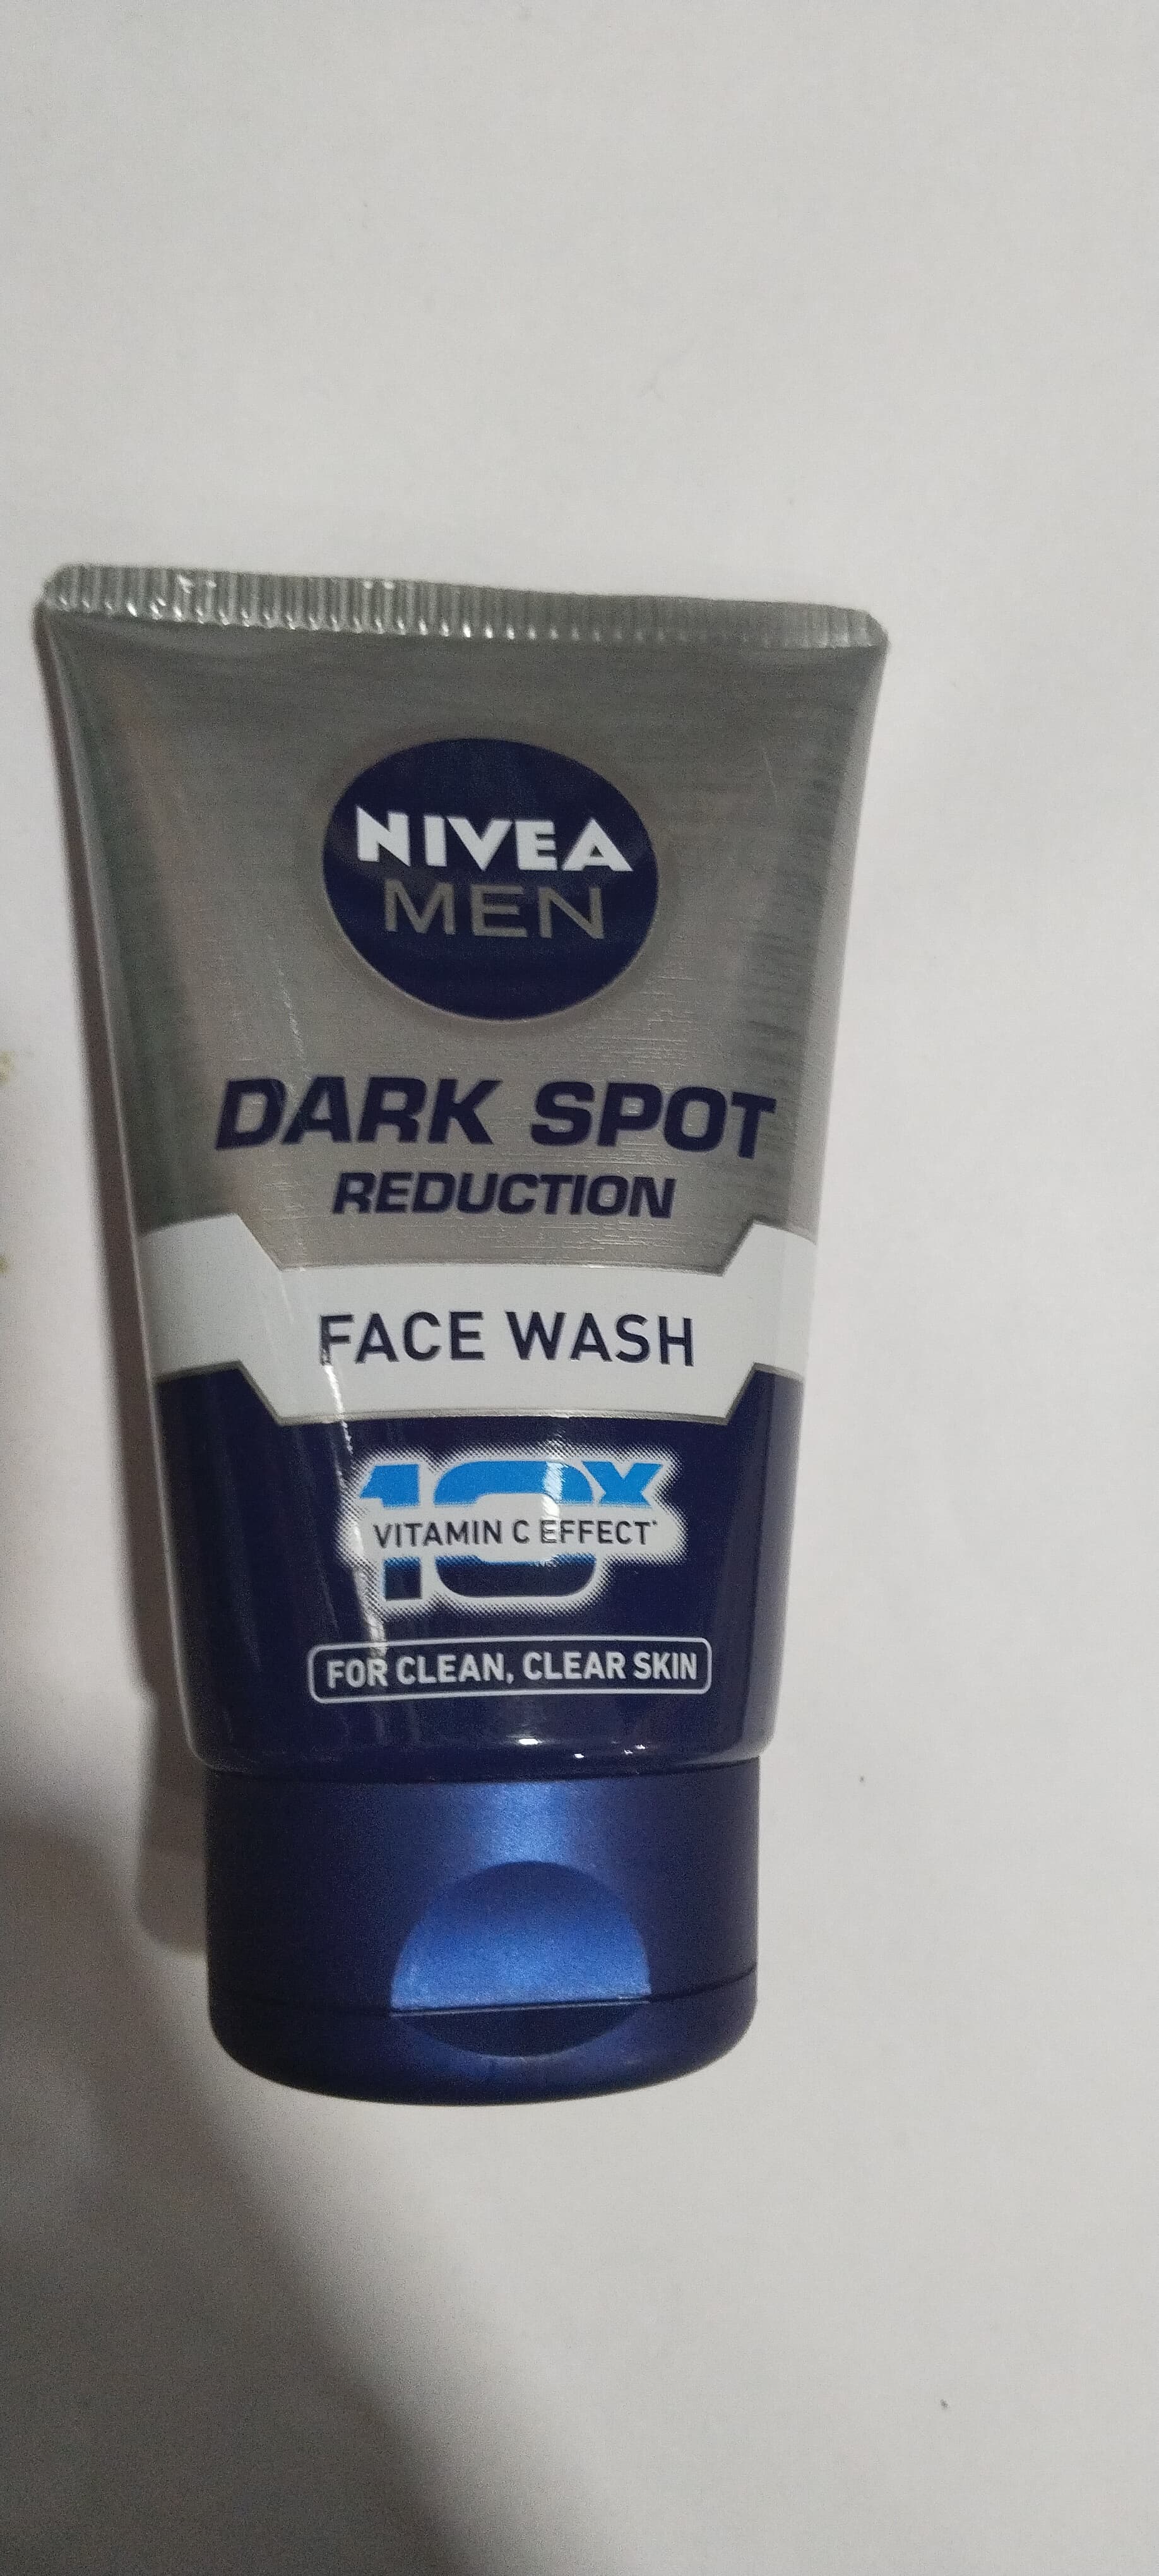 NIVEA
MEN
DARK SPOT
REDUCTION
FACE WASH
10X
VITAMIN C EFFECT*
FOR CLEAN, CLEAR SKIN